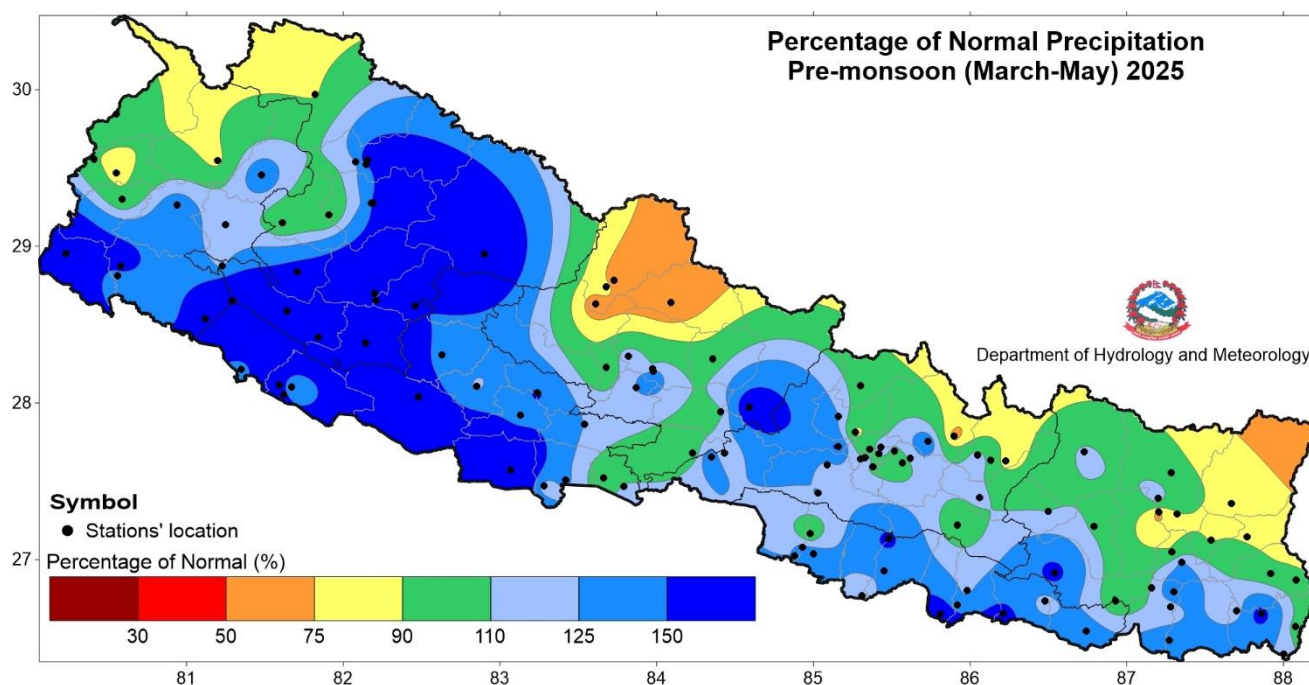 Percentage of Normal Precipitation
Pre-monsoon (March-May) 2025
30
29
28
27
Department of Hydrology and Meteorology
Symbol
Stations' location
Percentage of Normal (%)
30 50 75 90 110 125 150
81 82 83 84 85 86 87 88